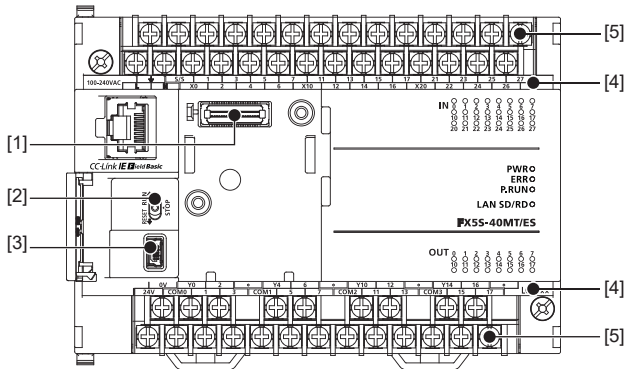 [5]
[4]
100-240VAC
L N S/S 1 3 5 7 11 13 15 17 21 23 25 27
X0 2 4 6 X10 12 14 16 X20 22 24 26
IN 0 1 2 3 4 5 6 7
10 11 12 13 14 15 16 17
20 21 22 23 24 25 26 27
[1]
CC-Link IE Field Basic
PWR
ERR
P.RUN
LAN SD/RD
FX5S-40MT/ES
[2]
RESET RUN
STOP
[3]
OUT 0 1 2 3 4 5 6 7
10 11 12 13 14 15 16 17
[4]
0V Y0 2 • Y4 6 • Y10 12 • Y14 16 •
24V COM0 1 3 COM1 5 7 COM2 11 13 COM3 15 17
[5]